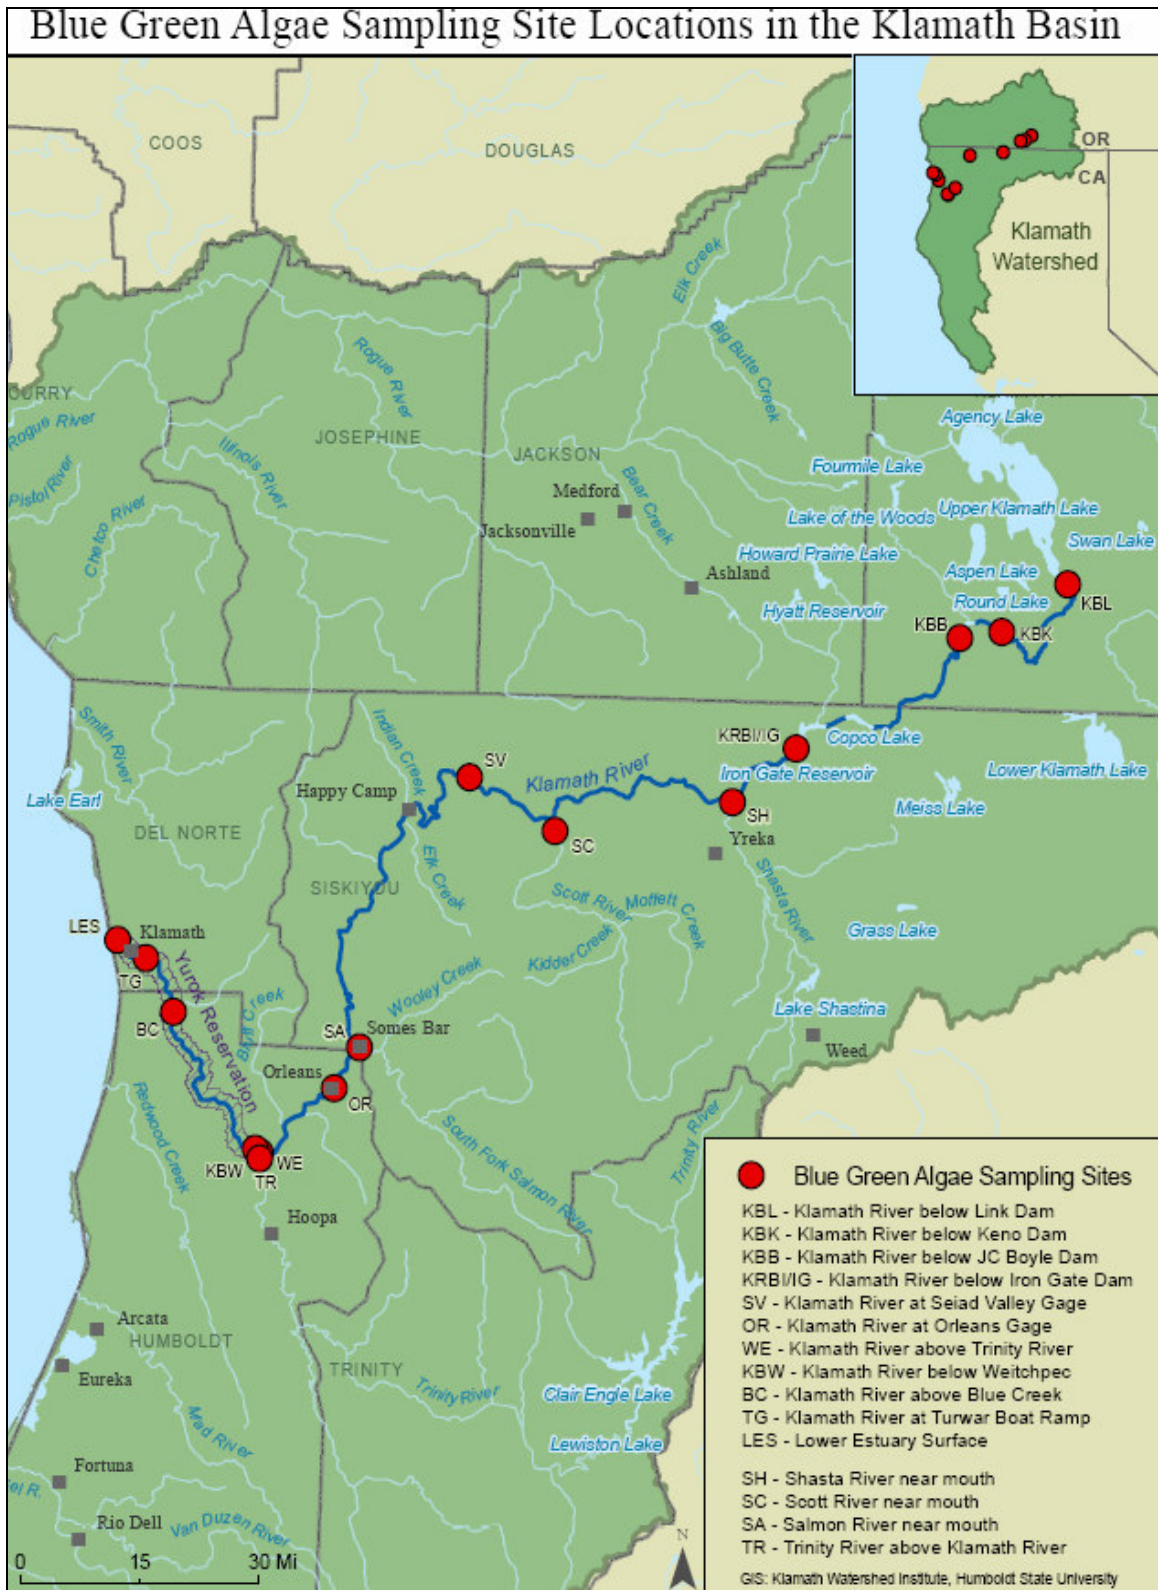 Blue Green Algae Sampling Site Locations in the Klamath Basin
OR
CA
Klamath
Watershed
COOS
DOUGLAS
CURRY
JOSEPHINE
JACKSON
Elk Creek
Big Butte Creek
Rogue River
Rogue River
Pistol River
Illinois River
Chetco River
Bear Creek
Medford
Jacksonville
Ashland
Agency Lake
Fourmile Lake
Upper Klamath Lake
Lake of the Woods
Swan Lake
Howard Prairie Lake
Aspen Lake
Hyatt Reservoir
Round Lake
KBL
KBB
KBK
Smith River
Indian Creek
KRBI/IG
Copco Lake
SV
Klamath River
Iron Gate Reservoir
Lower Klamath Lake
Lake Earl
Happy Camp
Meiss Lake
SH
DEL NORTE
SC
Yreka
Elk Creek
SISKIYOU
Scott River
Moffett Creek
Shasta River
LES
Klamath
Grass Lake
Kidder Creek
TG
Yurok Reservation
Wooley Creek
Bluff Creek
BC
SA
Somes Bar
Lake Shastina
Weed
Orleans
OR
Redwood Creek
South Fork Salmon River
Trinity River
KBW
WE
TR
Hoopa
Arcata
HUMBOLDT
Eureka
TRINITY
Trinity River
Clair Engle Lake
Mad River
Lewiston Lake
Fortuna
Rio Dell
Van Duzen River
0 15 30 Mi
N
Blue Green Algae Sampling Sites
KBL - Klamath River below Link Dam
KBK - Klamath River below Keno Dam
KBB - Klamath River below JC Boyle Dam
KRBI/IG - Klamath River below Iron Gate Dam
SV - Klamath River at Seiad Valley Gage
OR - Klamath River at Orleans Gage
WE - Klamath River above Trinity River
KBW - Klamath River below Weitchpec
BC - Klamath River above Blue Creek
TG - Klamath River at Turwar Boat Ramp
LES - Lower Estuary Surface
SH - Shasta River near mouth
SC - Scott River near mouth
SA - Salmon River near mouth
TR - Trinity River above Klamath River
GIS: Klamath Watershed Institute, Humboldt State University